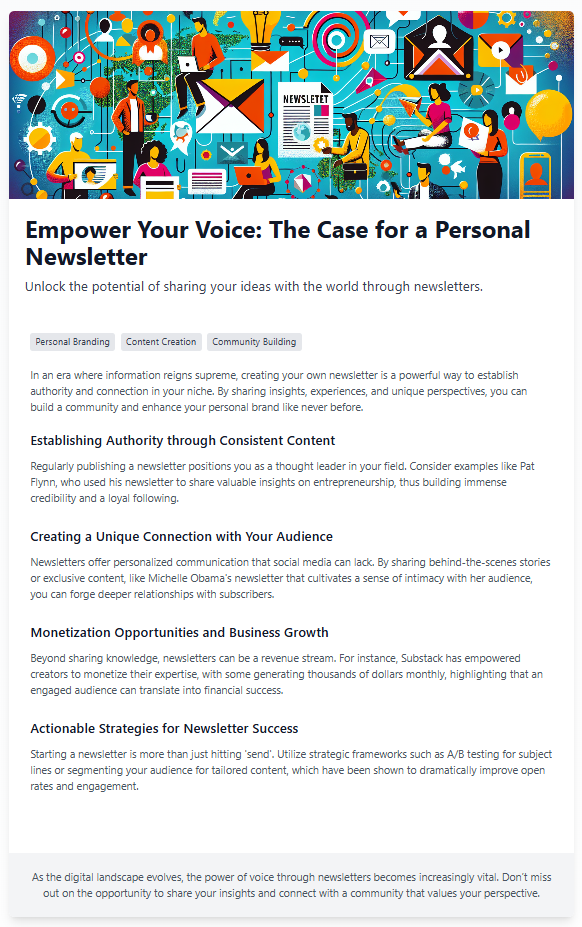 NEWSLETET
Empower Your Voice: The Case for a Personal
Newsletter
Unlock the potential of sharing your ideas with the world through newsletters.
Personal Branding Content Creation Community Building
In an era where information reigns supreme, creating your own newsletter is a powerful way to establish
authority and connection in your niche. By sharing insights, experiences, and unique perspectives, you can
build a community and enhance your personal brand like never before.
Establishing Authority through Consistent Content
Regularly publishing a newsletter positions you as a thought leader in your field. Consider examples like Pat
Flynn, who used his newsletter to share valuable insights on entrepreneurship, thus building immense
credibility and a loyal following.
Creating a Unique Connection with Your Audience
Newsletters offer personalized communication that social media can lack. By sharing behind-the-scenes stories
or exclusive content, like Michelle Obama's newsletter that cultivates a sense of intimacy with her audience,
you can forge deeper relationships with subscribers.
Monetization Opportunities and Business Growth
Beyond sharing knowledge, newsletters can be a revenue stream. For instance, Substack has empowered
creators to monetize their expertise, with some generating thousands of dollars monthly, highlighting that an
engaged audience can translate into financial success.
Actionable Strategies for Newsletter Success
Starting a newsletter is more than just hitting 'send'. Utilize strategic frameworks such as A/B testing for subject
lines or segmenting your audience for tailored content, which have been shown to dramatically improve open
rates and engagement.
As the digital landscape evolves, the power of voice through newsletters becomes increasingly vital. Don't miss
out on the opportunity to share your insights and connect with a community that values your perspective.